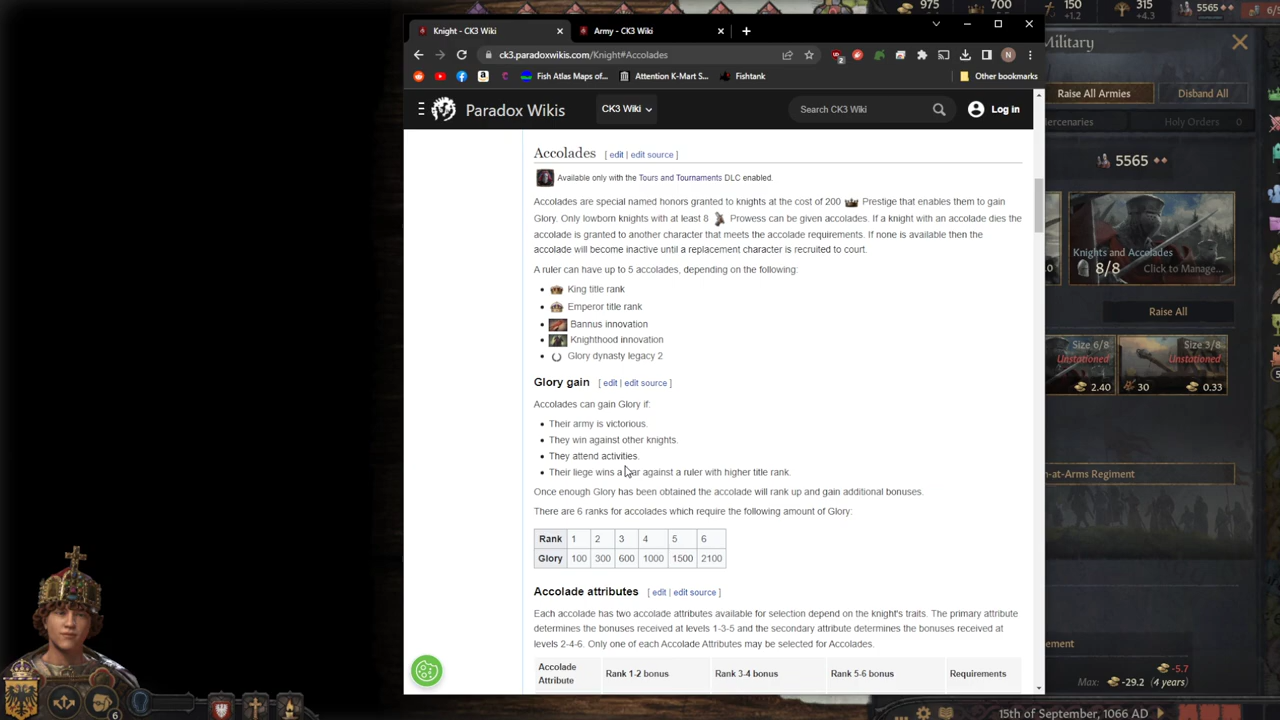 975 700 150 315 5565 6/8
+1.2 +4.3
Knight - CK3 Wiki
Army - CK3 Wiki
ck3.paradoxwikis.com/Knight#Accolades
2
N
Fish Atlas Maps of...
Attention K-Mart S...
Fishtank
Other bookmarks
Paradox Wikis
CK3 Wiki
Search CK3 Wiki
Log in
Military
Raise All Armies
Disband All
Mercenaries
Holy Orders 0
5565
Knights and Accolades
8/8 Click to Manage...
Raise All
Size 6/8
Unstationed
2.40
Size 3/8
Unstationed
30 0.33
-at-Arms Regiment
Accolades [ edit | edit source ]
Available only with the Tours and Tournaments DLC enabled.
Accolades are special named honors granted to knights at the cost of 200 Prestige that enables them to gain
Glory. Only lowborn knights with at least 8 Prowess can be given accolades. If a knight with an accolade dies the
accolade is granted to another character that meets the accolade requirements. If none is available then the
accolade will become inactive until a replacement character is recruited to court.
A ruler can have up to 5 accolades, depending on the following:
King title rank
Emperor title rank
Bannus innovation
Knighthood innovation
Glory dynasty legacy 2
Glory gain [ edit | edit source ]
Accolades can gain Glory if:
Their army is victorious.
They win against other knights.
They attend activities.
Their liege wins a war against a ruler with higher title rank.
Once enough Glory has been obtained the accolade will rank up and gain additional bonuses.
There are 6 ranks for accolades which require the following amount of Glory:
Rank 1 2 3 4 5 6
Glory 100 300 600 1000 1500 2100
Accolade attributes [ edit | edit source ]
Each accolade has two accolade attributes available for selection depend on the knight's traits. The primary attribute
determines the bonuses received at levels 1-3-5 and the secondary attribute determines the bonuses received at
levels 2-4-6. Only one of each Accolade Attributes may be selected for Accolades.
Accolade
Attribute
Rank 1-2 bonus
Rank 3-4 bonus
Rank 5-6 bonus
Requirements
-5.7
Max: -29.2 (4 years)
15th of September, 1066 AD
6